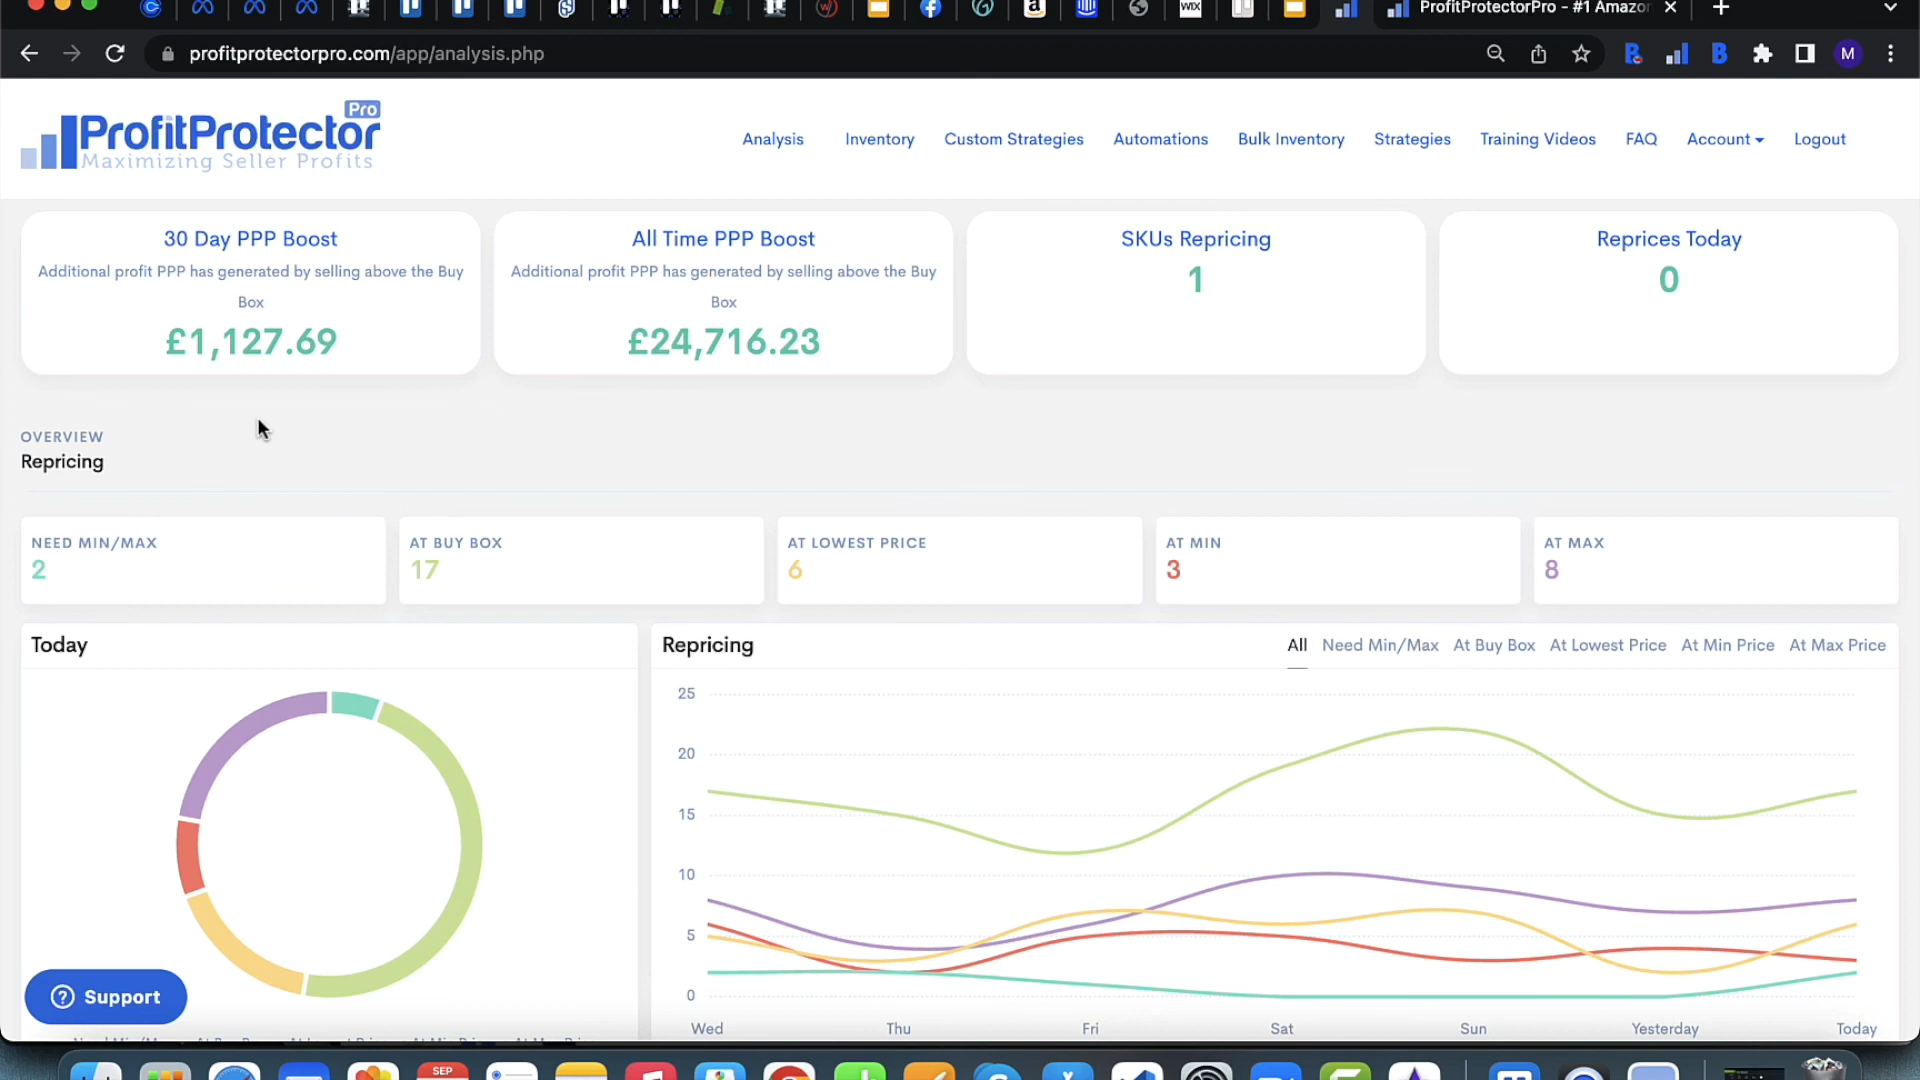 ProfitProtectorPro - #1 Amazon
profitprotectorpro.com/app/analysis.php
M
ProfitProtector Pro
Maximizing Seller Profits
Analysis Inventory Custom Strategies Automations Bulk Inventory Strategies Training Videos FAQ Account Logout
30 Day PPP Boost
Additional profit PPP has generated by selling above the Buy
Box
£1,127.69
All Time PPP Boost
Additional profit PPP has generated by selling above the Buy
Box
£24,716.23
SKUs Repricing
1
Reprices Today
0
OVERVIEW
Repricing
NEED MIN/MAX
2
AT BUY BOX
17
AT LOWEST PRICE
6
AT MIN
3
AT MAX
8
Today
Repricing
All Need Min/Max At Buy Box At Lowest Price At Min Price At Max Price
25
20
15
10
5
0
Wed Thu Fri Sat Sun Yesterday Today
Support
SEP